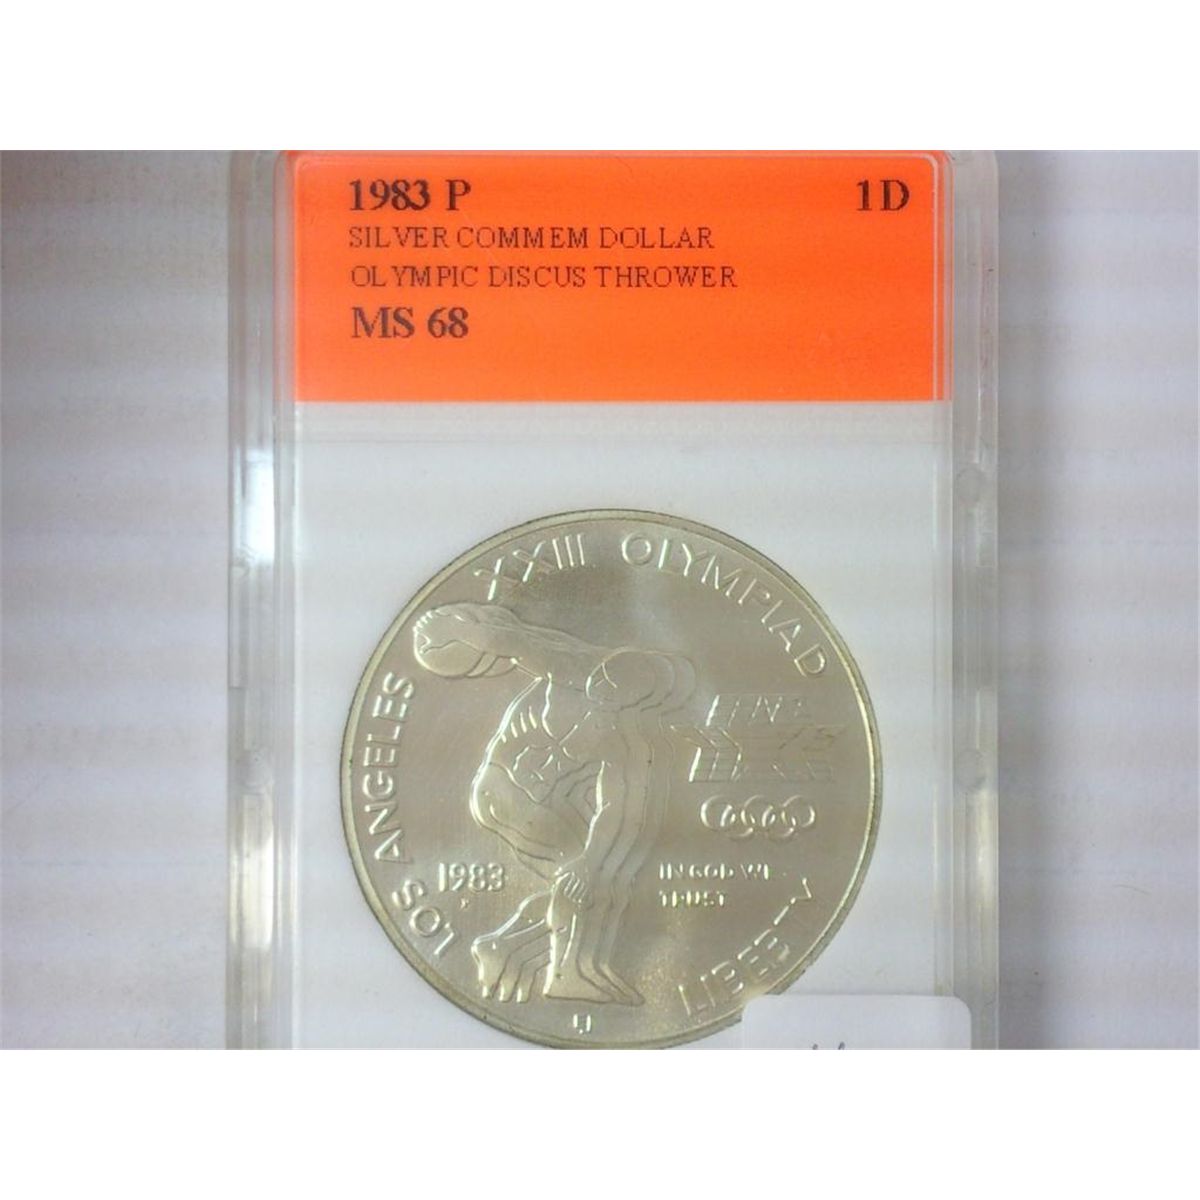 1983 P 1D
SILVER COMMEM DOLLAR
OLYMPIC DISCUS THROWER
MS 68
LOS ANGELES XXIII OLYMPIAD
1983
P
IN GOD WE
TRUST
LIBERTY